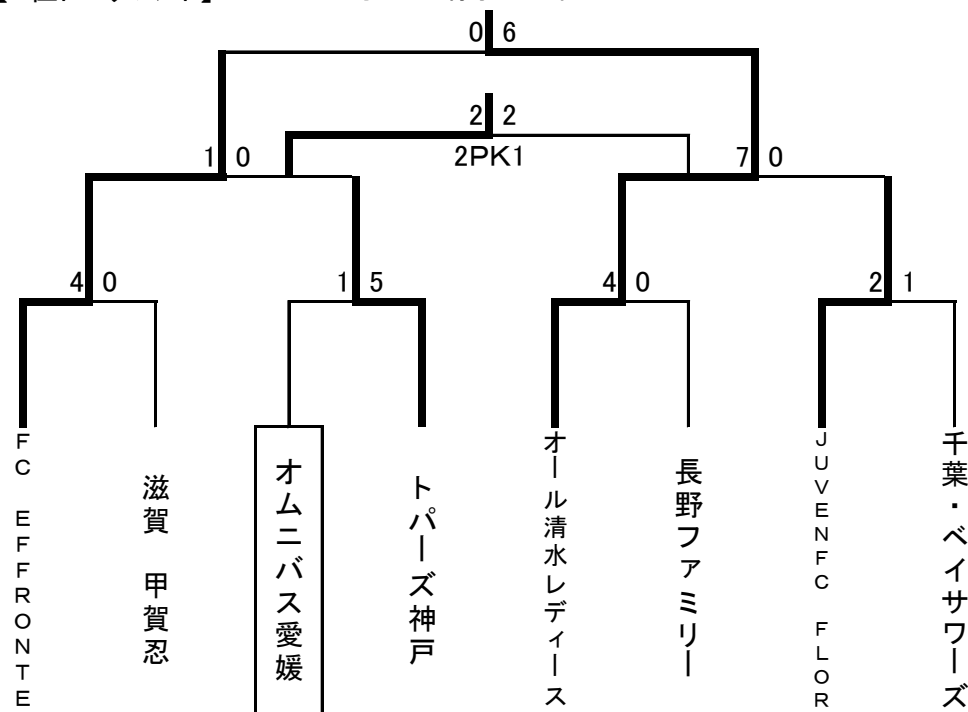 0 6
2 2
2PK1
1 0
7 0
4 0
1 5
4 0
2 1
FC EFFRONTE
滋賀 甲賀忍
オムニバス愛媛
トパーズ神戸
オール清水レディース
長野ファミリー
JUVENFC FLOR
千葉・ベイサワーズ